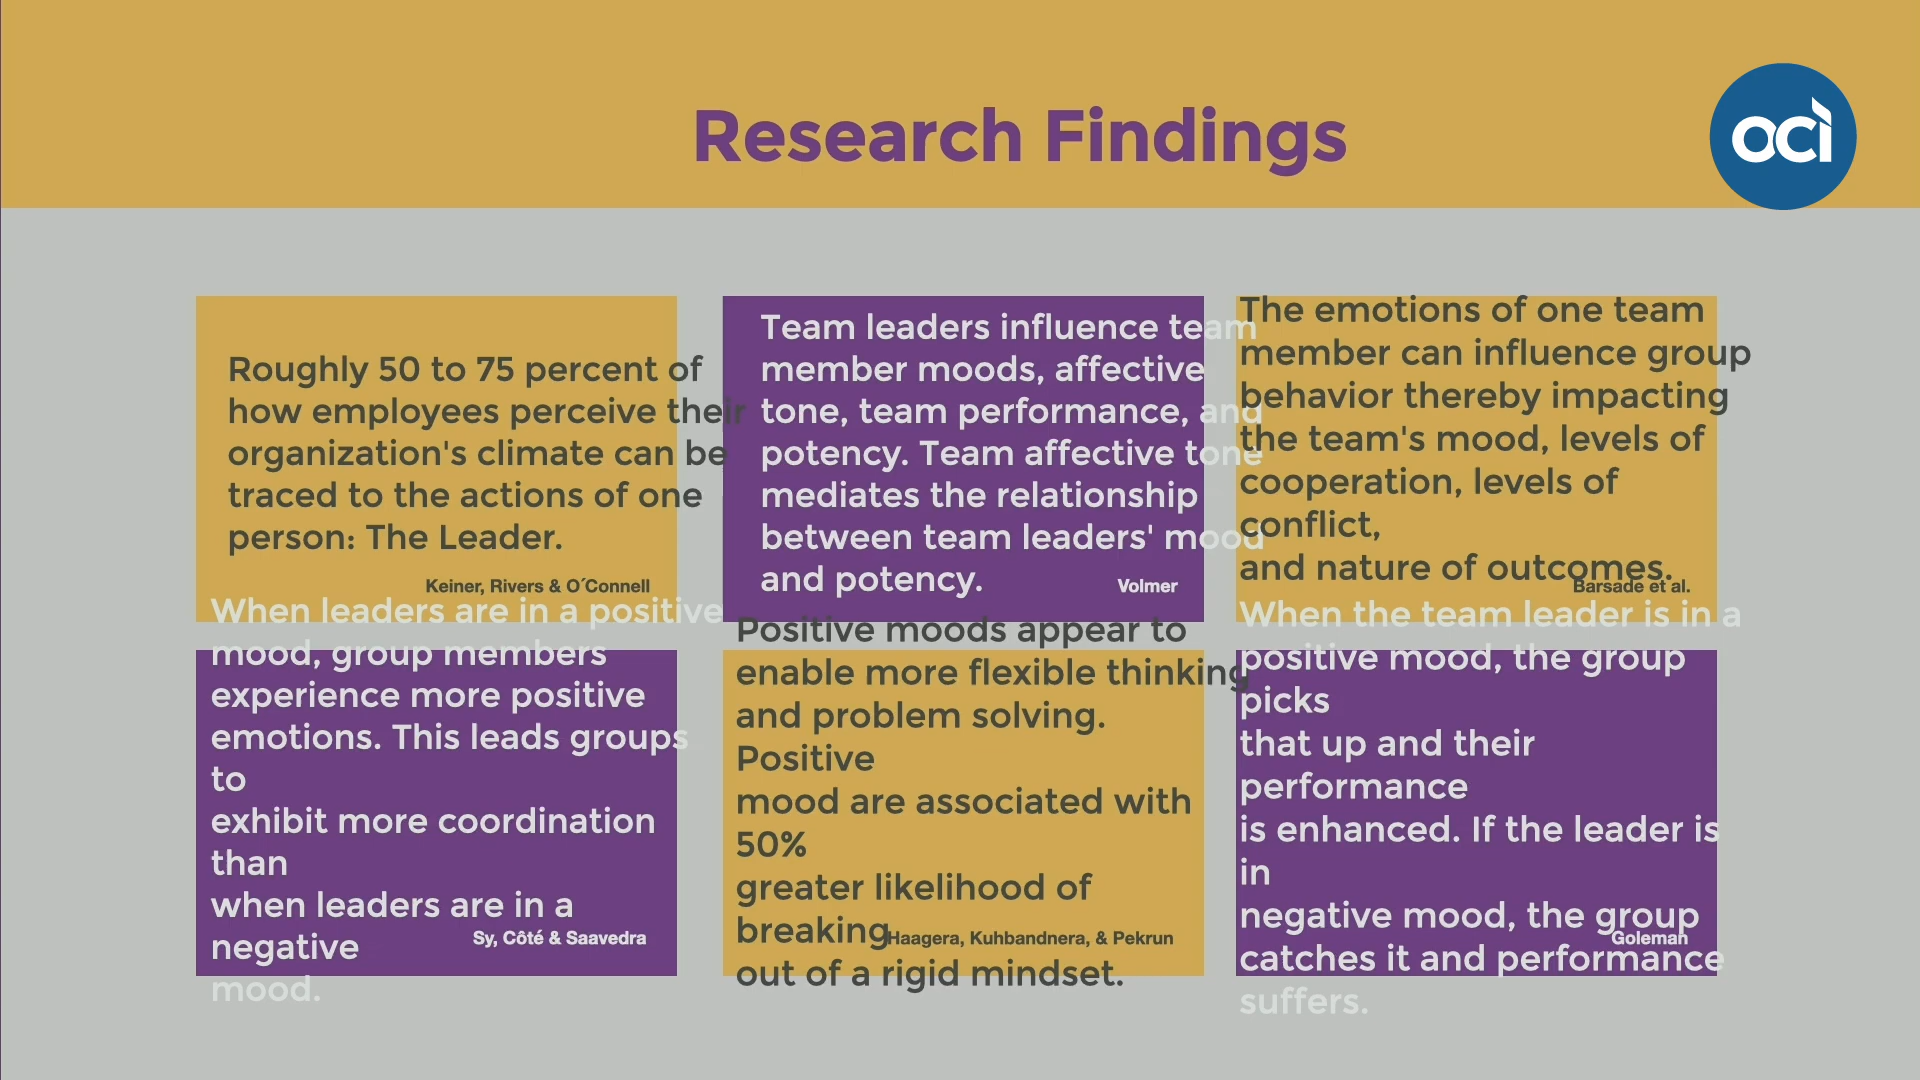 Research Findings
oci
Roughly 50 to 75 percent of
how employees perceive their
organization's climate can be
traced to the actions of one
person: The Leader.
Keiner, Rivers & O´Connell
Team leaders influence team
member moods, affective
tone, team performance, and
potency. Team affective tone
mediates the relationship
between team leaders' mood
and potency.
Volmer
The emotions of one team
member can influence group
behavior thereby impacting
the team's mood, levels of
cooperation, levels of
conflict,
and nature of outcomes.
Barsade et al.
When leaders are in a positive
mood, group members
experience more positive
emotions. This leads groups
to
exhibit more coordination
than
when leaders are in a
negative
mood.
Sy, Côté & Saavedra
Positive moods appear to
enable more flexible thinking
and problem solving.
Positive
mood are associated with
50%
greater likelihood of
breaking
out of a rigid mindset.
Haagera, Kuhbandnera, & Pekrun
When the team leader is in a
positive mood, the group
picks
that up and their
performance
is enhanced. If the leader is
in
negative mood, the group
catches it and performance
suffers.
Goleman